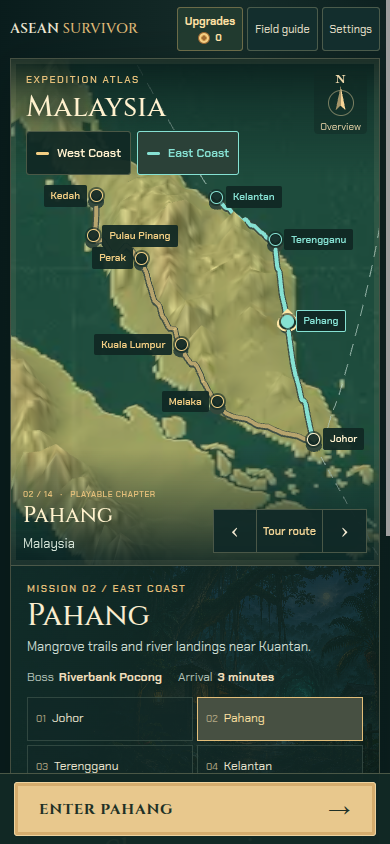 ASEAN SURVIVOR
Upgrades
0
Field guide
Settings
EXPEDITION ATLAS
MALAYSIA
N
Overview
West Coast
East Coast
Kedah
Kelantan
Pulau Pinang
Terengganu
Perak
Pahang
Kuala Lumpur
Melaka
Johor
02 / 14 · PLAYABLE CHAPTER
PAHANG
Malaysia
‹ Tour route ›
MISSION 02 / EAST COAST
PAHANG
Mangrove trails and river landings near Kuantan.
Boss Riverbank Pocong Arrival 3 minutes
01 Johor
02 Pahang
03 Terengganu
04 Kelantan
ENTER PAHANG →